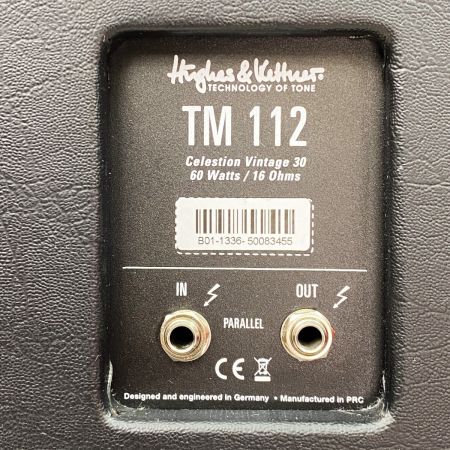 Hughes & Kettner
TECHNOLOGY OF TONE
TM 112
Celestion Vintage 30
60 Watts / 16 Ohms
B01-1336- 50083455
IN OUT
PARALLEL
CE
Designed and engineered in Germany • Manufactured in PRC